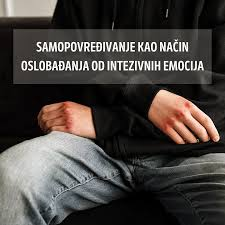 SAMOPOVREĐIVANJE KAO NAČIN
OSLOBAĐANJA OD INTEZIVNIH EMOCIJA